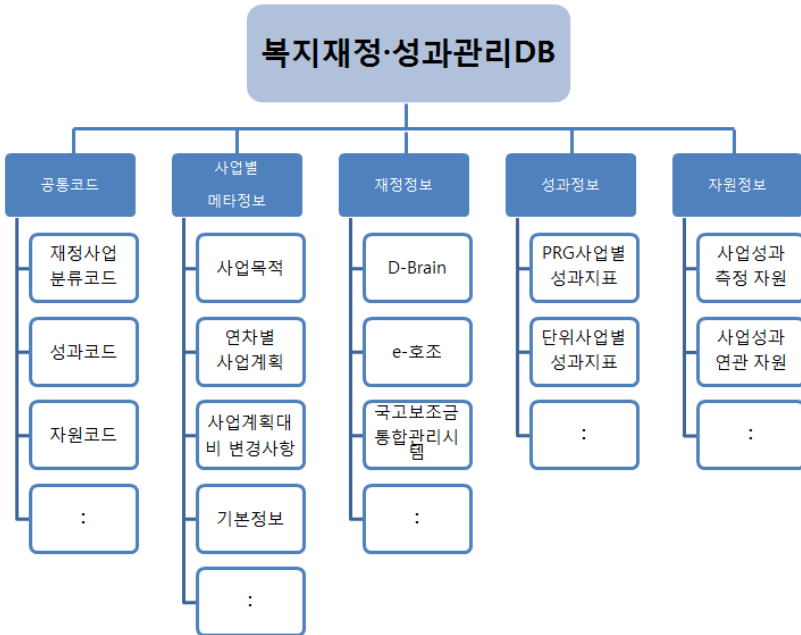 복지재정·성과관리DB
공통코드
재정사업
분류코드
성과코드
자원코드
:
사업별
메타정보
사업목적
연차별
사업계획
사업계획대
비 변경사항
기본정보
:
재정정보
D-Brain
e-호조
국고보조금
통합관리시
템
:
성과정보
PRG사업별
성과지표
단위사업별
성과지표
:
자원정보
사업성과
측정 자원
사업성과
연관 자원
: